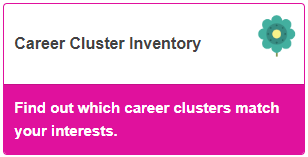 Career Cluster Inventory
Find out which career clusters match
your interests.